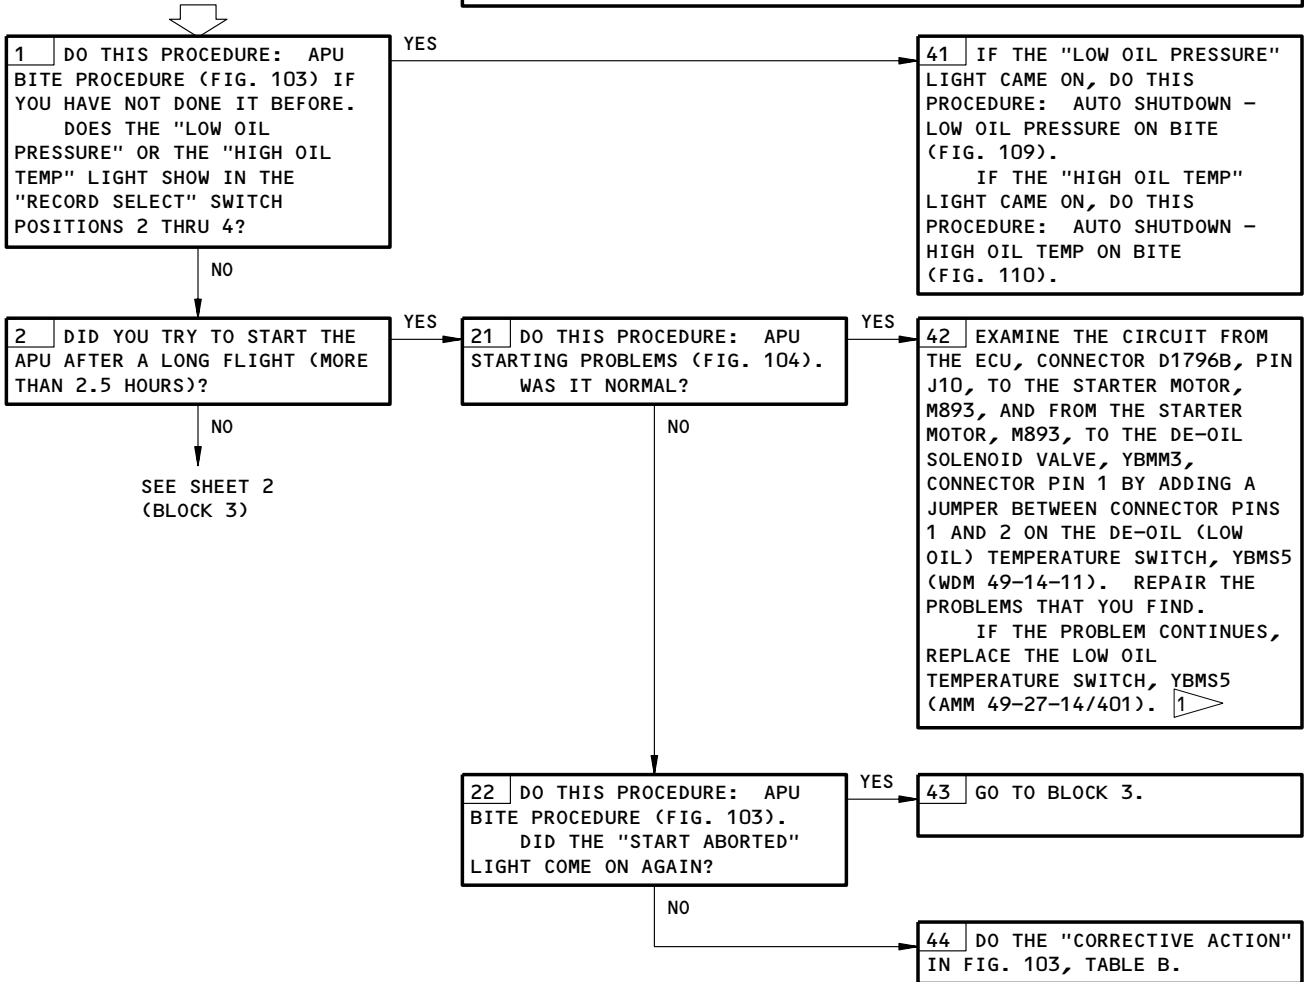 1 DO THIS PROCEDURE: APU
BITE PROCEDURE (FIG. 103) IF
YOU HAVE NOT DONE IT BEFORE.
DOES THE "LOW OIL
PRESSURE" OR THE "HIGH OIL
TEMP" LIGHT SHOW IN THE
"RECORD SELECT" SWITCH
POSITIONS 2 THRU 4?
YES
41 IF THE "LOW OIL PRESSURE"
LIGHT CAME ON, DO THIS
PROCEDURE: AUTO SHUTDOWN –
LOW OIL PRESSURE ON BITE
(FIG. 109).
IF THE "HIGH OIL TEMP"
LIGHT CAME ON, DO THIS
PROCEDURE: AUTO SHUTDOWN –
HIGH OIL TEMP ON BITE
(FIG. 110).
NO
2 DID YOU TRY TO START THE
APU AFTER A LONG FLIGHT (MORE
THAN 2.5 HOURS)?
YES
21 DO THIS PROCEDURE: APU
STARTING PROBLEMS (FIG. 104).
WAS IT NORMAL?
YES
42 EXAMINE THE CIRCUIT FROM
THE ECU, CONNECTOR D1796B, PIN
J10, TO THE STARTER MOTOR,
M893, AND FROM THE STARTER
MOTOR, M893, TO THE DE-OIL
SOLENOID VALVE, YBMM3,
CONNECTOR PIN 1 BY ADDING A
JUMPER BETWEEN CONNECTOR PINS
1 AND 2 ON THE DE-OIL (LOW
OIL) TEMPERATURE SWITCH, YBMS5
(WDM 49-14-11). REPAIR THE
PROBLEMS THAT YOU FIND.
IF THE PROBLEM CONTINUES,
REPLACE THE LOW OIL
TEMPERATURE SWITCH, YBMS5
(AMM 49-27-14/401). 1
NO
SEE SHEET 2
(BLOCK 3)
NO
22 DO THIS PROCEDURE: APU
BITE PROCEDURE (FIG. 103).
DID THE "START ABORTED"
LIGHT COME ON AGAIN?
YES
43 GO TO BLOCK 3.
NO
44 DO THE "CORRECTIVE ACTION"
IN FIG. 103, TABLE B.